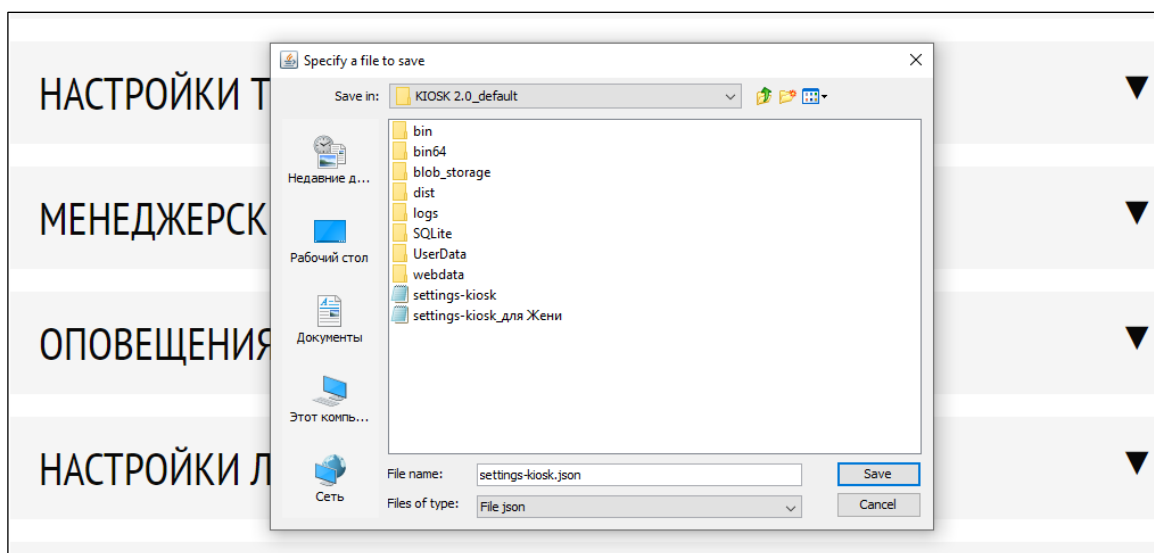 Specify a file to save
Save in:
KIOSK 2.0_default
bin
bin64
blob_storage
dist
logs
SQLite
UserData
webdata
settings-kiosk
settings-kiosk_для Жени
Недавние д...
Рабочий стол
Документы
Этот компь...
Сеть
File name:
settings-kiosk.json
Save
Files of type:
File json
Cancel
НАСТРОЙКИ Т
МЕНЕДЖЕРСК
ОПОВЕЩЕНИЯ
НАСТРОЙКИ Л